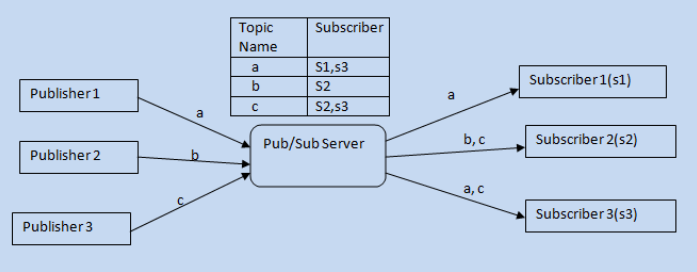 Topic Name Subscriber
a S1,s3
b S2
c S2,s3
Publisher 1
a
Publisher 2
b
Publisher 3
c
Pub/Sub Server
a
Subscriber 1(s1)
b, c
Subscriber 2(s2)
a, c
Subscriber 3(s3)